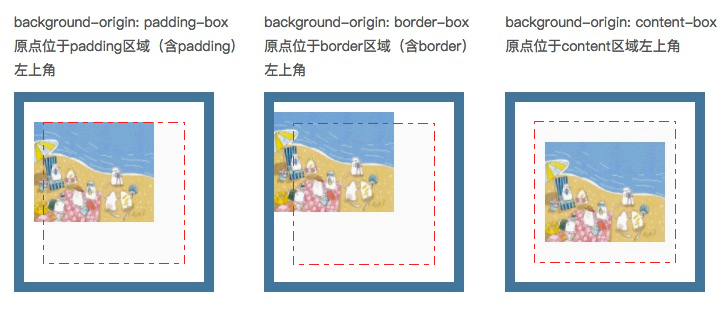 background-origin: padding-box
原点位于padding区域（含padding）
左上角
background-origin: border-box
原点位于border区域（含border）
左上角
background-origin: content-box
原点位于content区域左上角